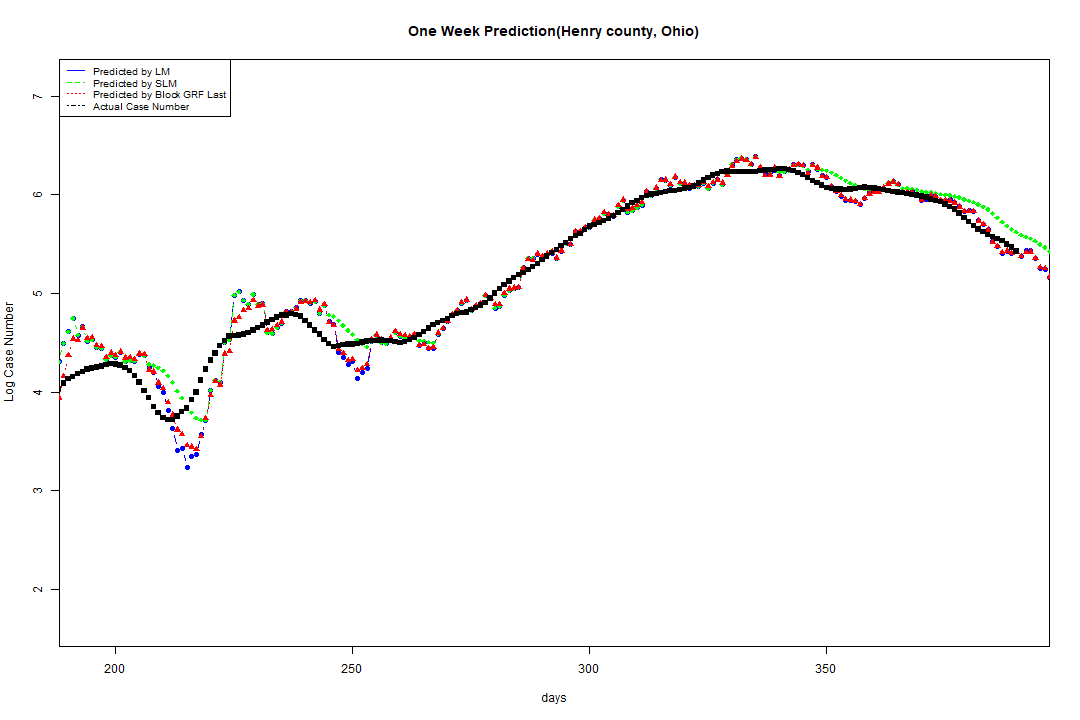 One Week Prediction(Henry county, Ohio)
Predicted by LM
Predicted by SLM
Predicted by Block GRF Last
Actual Case Number
7
6
5
4
3
2
Log Case Number
200 250 300 350
days